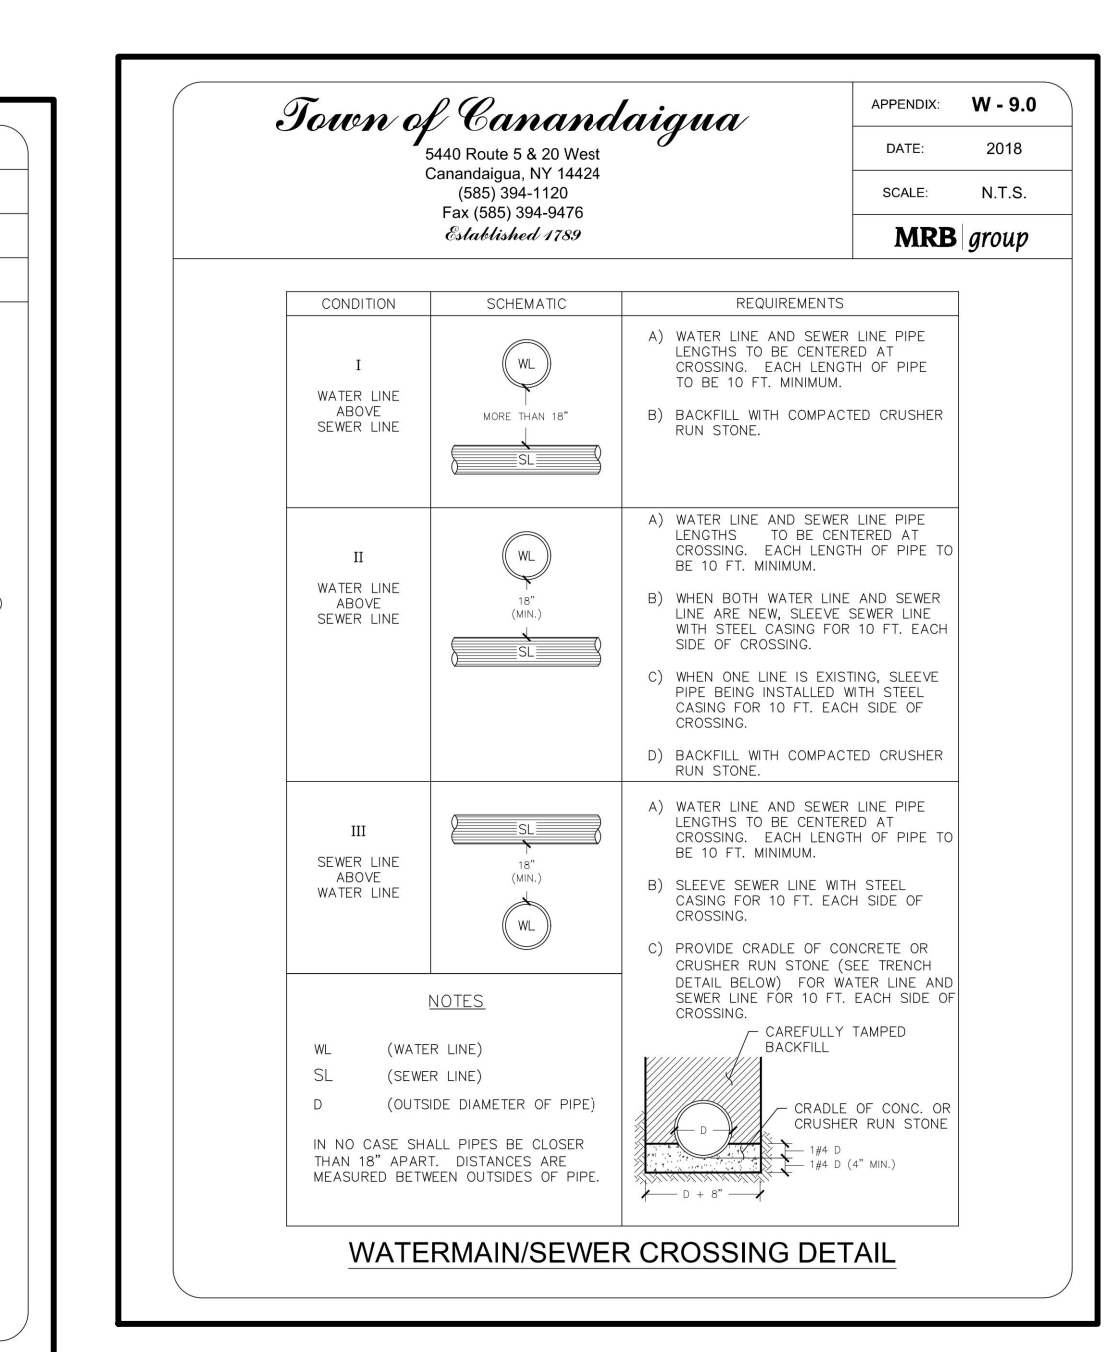 Town of Canandaigua
5440 Route 5 & 20 West
Canandaigua, NY 14424
(585) 394-1120
Fax (585) 394-9476
Established 1789
APPENDIX: W - 9.0
DATE: 2018
SCALE: N.T.S.
MRB group
CONDITION SCHEMATIC REQUIREMENTS
I
WATER LINE
ABOVE
SEWER LINE
WL
MORE THAN 18"
SL
A) WATER LINE AND SEWER LINE PIPE
LENGTHS TO BE CENTERED AT
CROSSING. EACH LENGTH OF PIPE
TO BE 10 FT. MINIMUM.
B) BACKFILL WITH COMPACTED CRUSHER
RUN STONE.
II
WATER LINE
ABOVE
SEWER LINE
WL
18"
(MIN.)
SL
A) WATER LINE AND SEWER LINE PIPE
LENGTHS TO BE CENTERED AT
CROSSING. EACH LENGTH OF PIPE TO
BE 10 FT. MINIMUM.
B) WHEN BOTH WATER LINE AND SEWER
LINE ARE NEW, SLEEVE SEWER LINE
WITH STEEL CASING FOR 10 FT. EACH
SIDE OF CROSSING.
C) WHEN ONE LINE IS EXISTING, SLEEVE
PIPE BEING INSTALLED WITH STEEL
CASING FOR 10 FT. EACH SIDE OF
CROSSING.
D) BACKFILL WITH COMPACTED CRUSHER
RUN STONE.
III
SEWER LINE
ABOVE
WATER LINE
SL
18"
(MIN.)
WL
A) WATER LINE AND SEWER LINE PIPE
LENGTHS TO BE CENTERED AT
CROSSING. EACH LENGTH OF PIPE TO
BE 10 FT. MINIMUM.
B) SLEEVE SEWER LINE WITH STEEL
CASING FOR 10 FT. EACH SIDE OF
CROSSING.
C) PROVIDE CRADLE OF CONCRETE OR
CRUSHER RUN STONE (SEE TRENCH
DETAIL BELOW) FOR WATER LINE AND
SEWER LINE FOR 10 FT. EACH SIDE OF
CROSSING.
CAREFULLY TAMPED
BACKFILL
CRADLE OF CONC. OR
CRUSHER RUN STONE
D
1#4 D
1#4 D (4" MIN.)
D + 8"
NOTES
WL (WATER LINE)
SL (SEWER LINE)
D (OUTSIDE DIAMETER OF PIPE)
IN NO CASE SHALL PIPES BE CLOSER
THAN 18" APART. DISTANCES ARE
MEASURED BETWEEN OUTSIDES OF PIPE.
WATERMAIN/SEWER CROSSING DETAIL
)